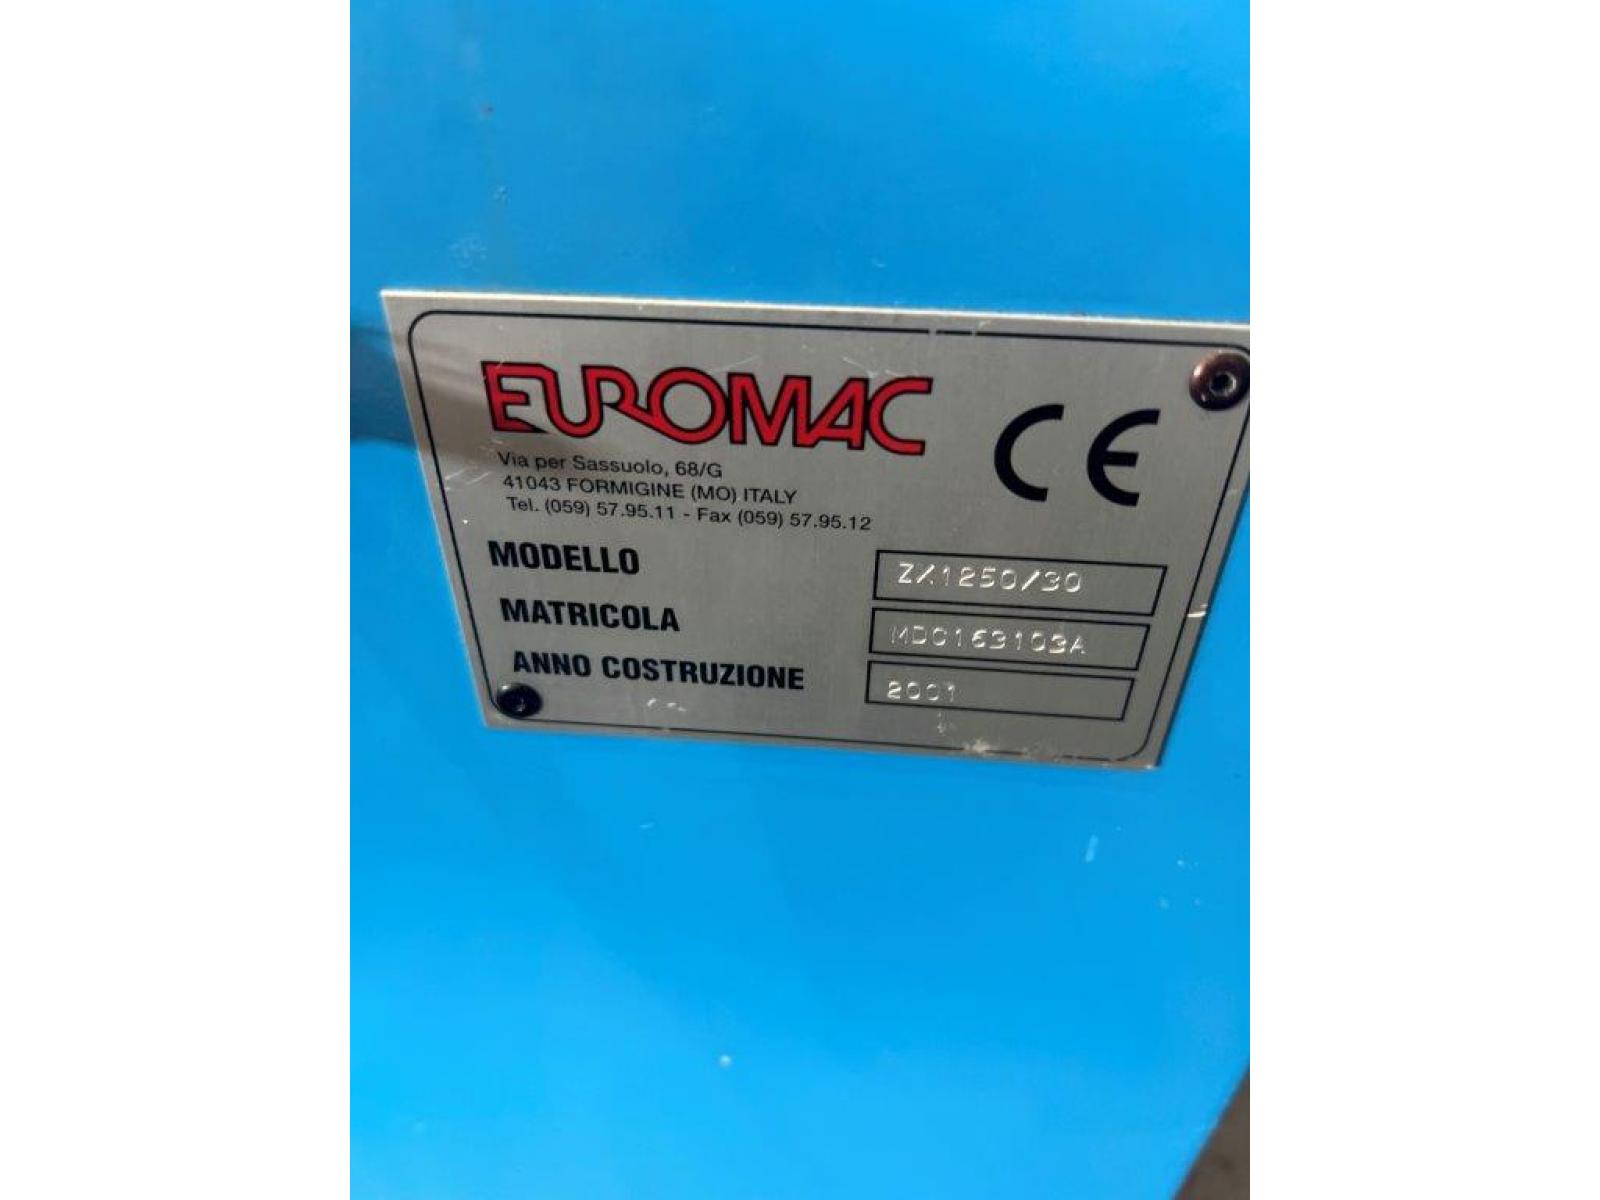 EUROMAC
CE
Via per Sassuolo, 68/G
41043 FORMIGINE (MO) ITALY
Tel. (059) 57.95.11 - Fax (059) 57.95.12
MODELLO ZX1250/30
MATRICOLA MDC163103A
ANNO COSTRUZIONE 2001